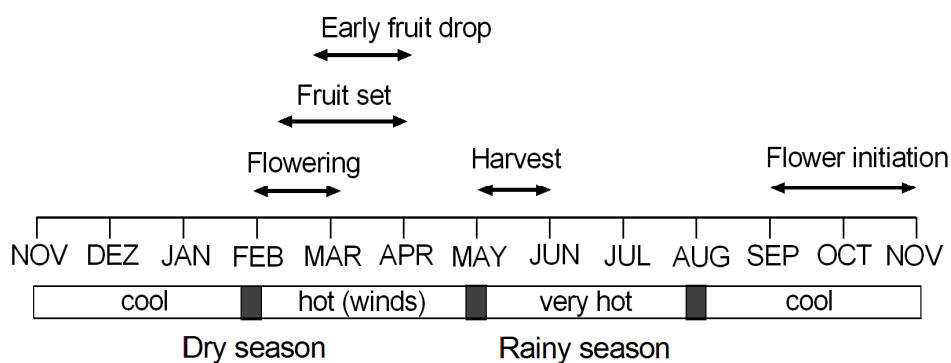 Early fruit drop
Fruit set
Flowering Harvest Flower initiation
NOV DEZ JAN FEB MAR APR MAY JUN JUL AUG SEP OCT NOV
cool hot (winds) very hot cool
Dry season Rainy season